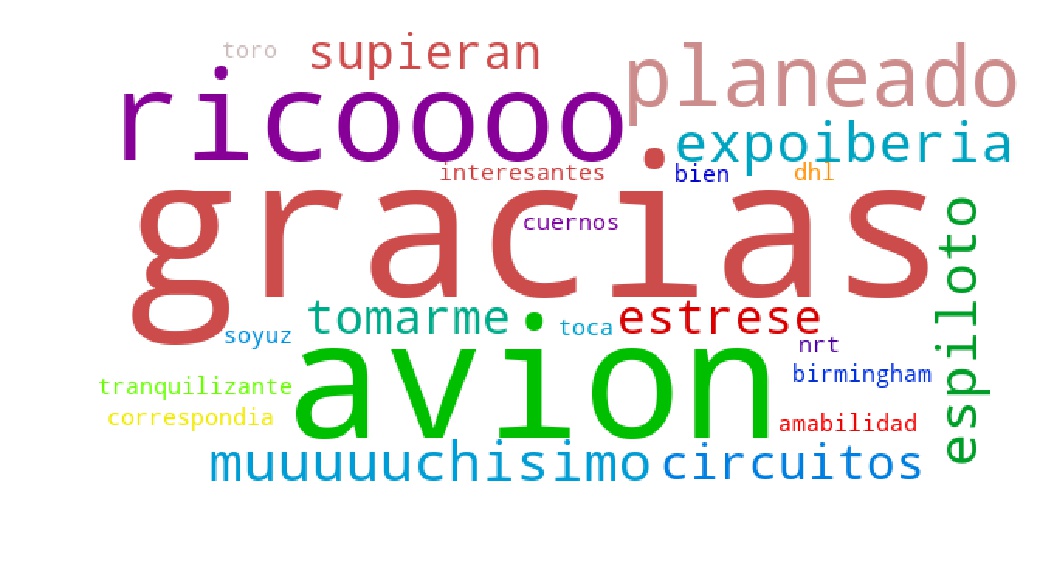 toro
supieran
planeado
ricoooo
expoiberia
interesantes
bien
dhl
gracias
cuernos
espiloto
tomarme
toca
estrese
soyuz
avion
nrt
birmingham
tranquilizante
correspondia
amabilidad
muuuuuchisimo
circuitos